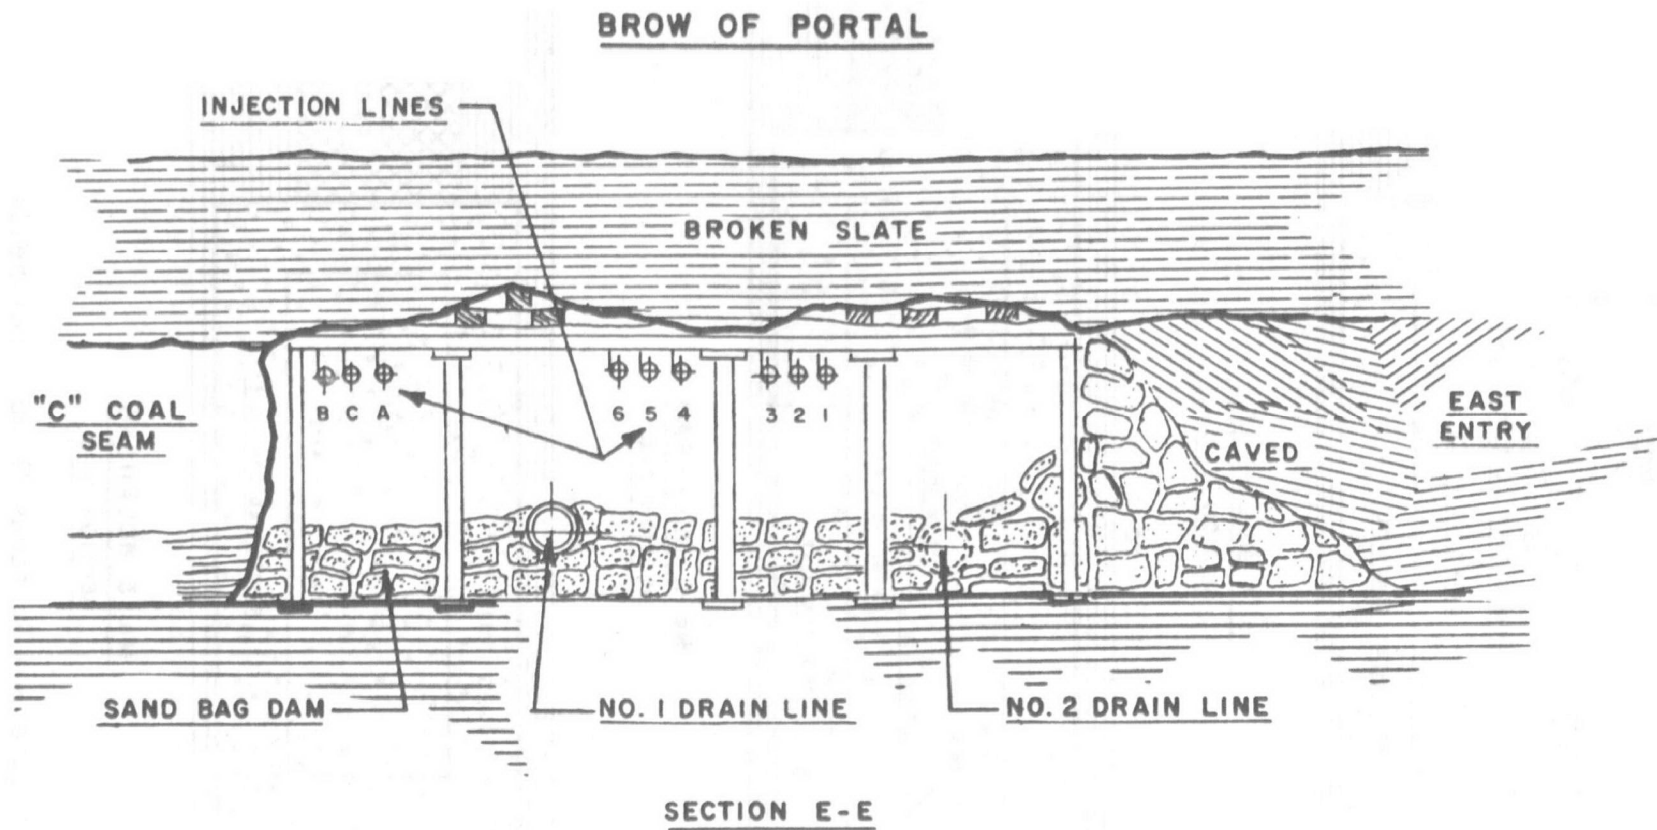 BROW OF PORTAL
INJECTION LINES
BROKEN SLATE
B C A
6 5 4
3 2 1
"C" COAL
SEAM
EAST
ENTRY
CAVED
SAND BAG DAM
NO. 1 DRAIN LINE
NO. 2 DRAIN LINE
SECTION E-E